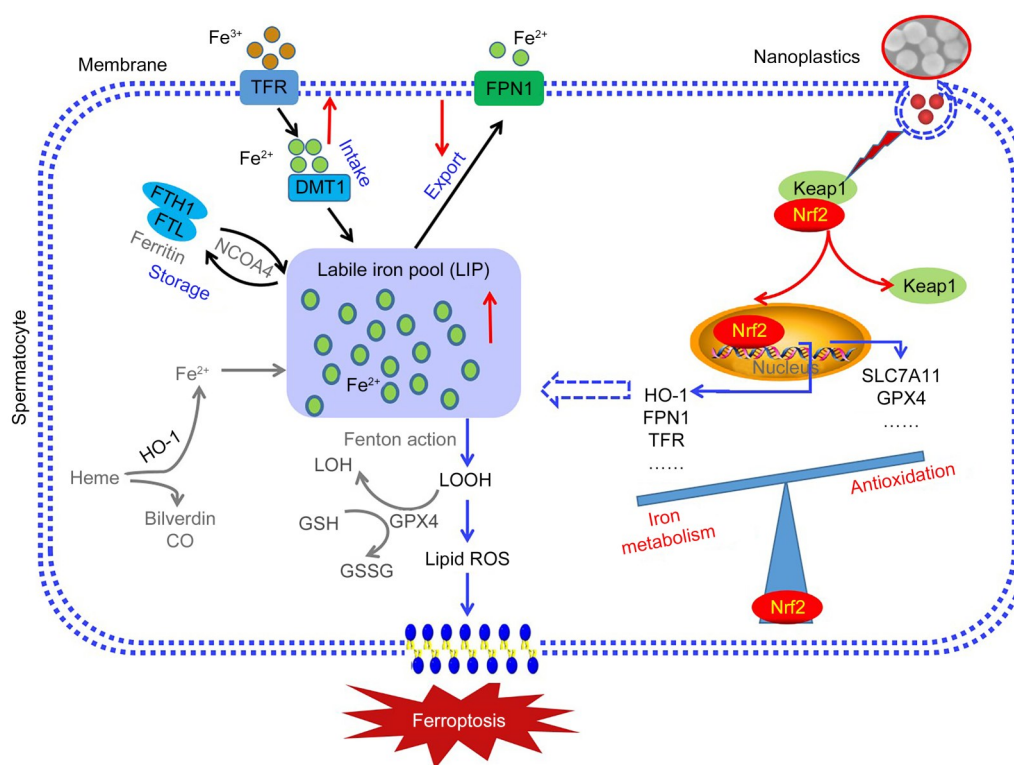 Fe3+
Fe2+
Membrane
Nanoplastics
TFR
FPN1
Fe2+
Intake
DMT1
Export
Keap1
Nrf2
FTH1
FTL
Ferritin
NCOA4
Storage
Labile iron pool (LIP)
Keap1
Nrf2
Nucleus
Fe2+
Fe2+
SLC7A11
GPX4
......
HO-1
FPN1
TFR
......
Spermatocyte
HO-1
Heme
Bilverdin
CO
Fenton action
LOH
LOOH
GSH
GPX4
GSSG
Lipid ROS
Antioxidation
Iron
metabolism
Nrf2
Ferroptosis